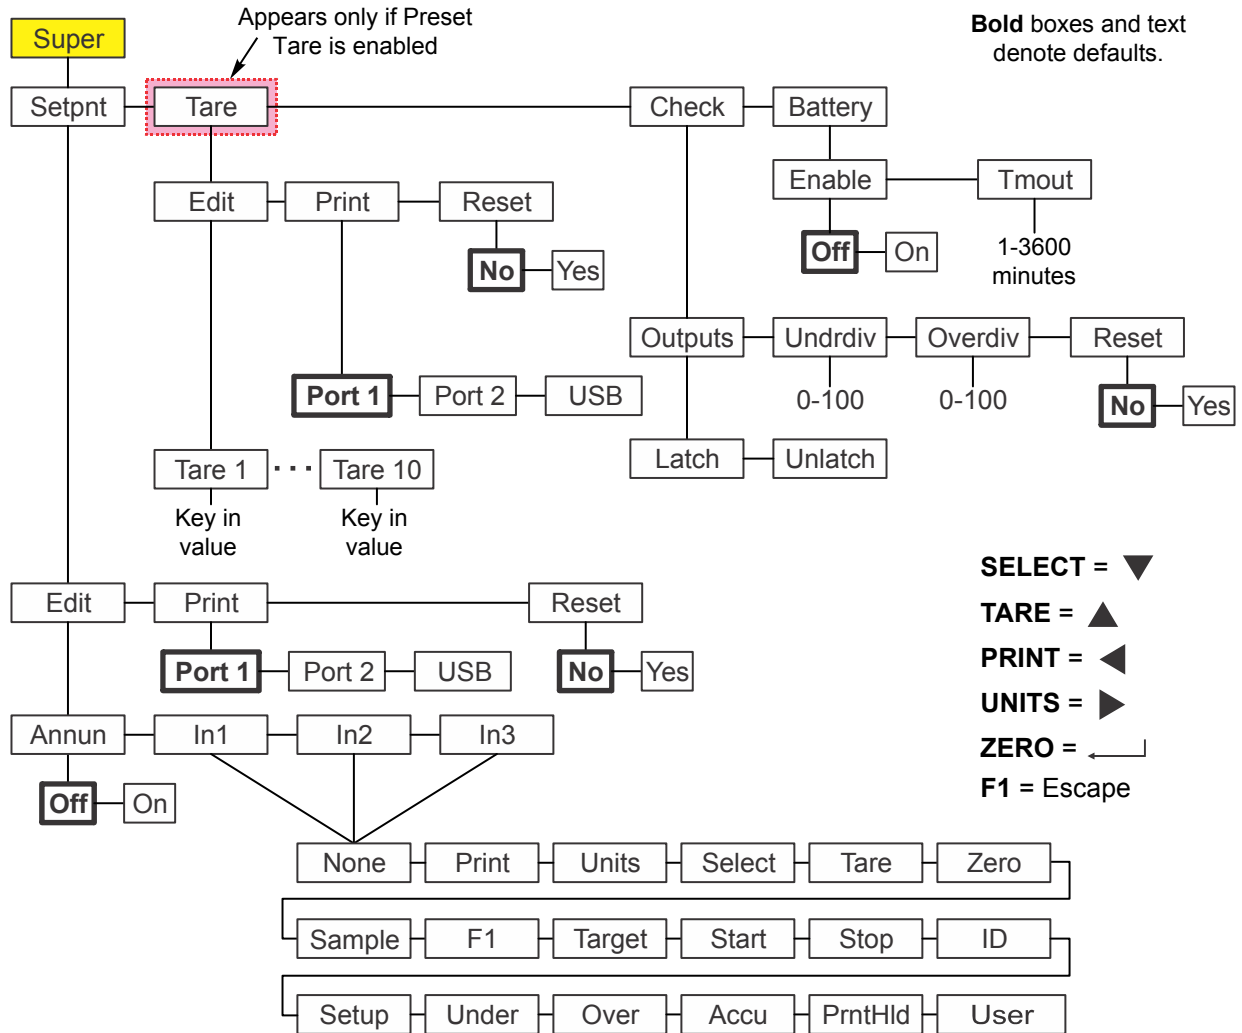 Appears only if Preset
Tare is enabled
Bold boxes and text
denote defaults.
Super
Setpnt
Tare
Check
Battery
Edit
Print
Reset
Enable
Tmout
No
Yes
Off
On
1-3600
minutes
Outputs
Undrdiv
Overdiv
Reset
0-100
0-100
No
Yes
Port 1
Port 2
USB
Latch
Unlatch
Tare 1
...
Tare 10
Key in
value
Key in
value
Edit
Print
Reset
Port 1
Port 2
USB
No
Yes
Annun
In1
In2
In3
Off
On
SELECT = ▼
TARE = ▲
PRINT = ◀
UNITS = ▶
ZERO = ↵
F1 = Escape
None
Print
Units
Select
Tare
Zero
Sample
F1
Target
Start
Stop
ID
Setup
Under
Over
Accu
PrntHld
User